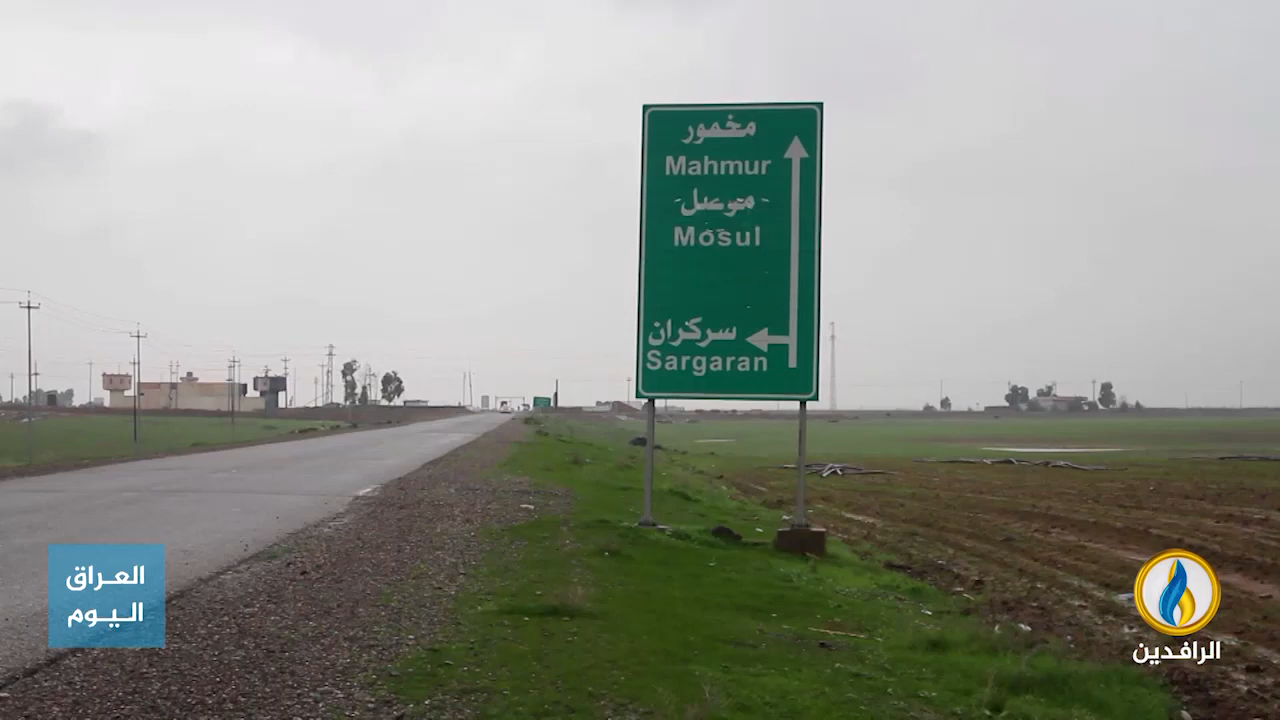 مخمور
Mahmur
موصل
Mosul
سركران
Sargaran
العراق
اليوم
الرافدين